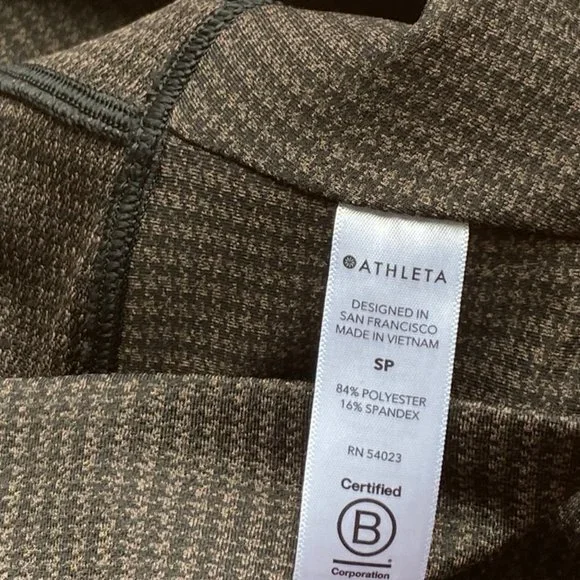 ATHLETA
DESIGNED IN
SAN FRANCISCO
MADE IN VIETNAM
SP
84% POLYESTER
16% SPANDEX
RN 54023
Certified
B
Corporation